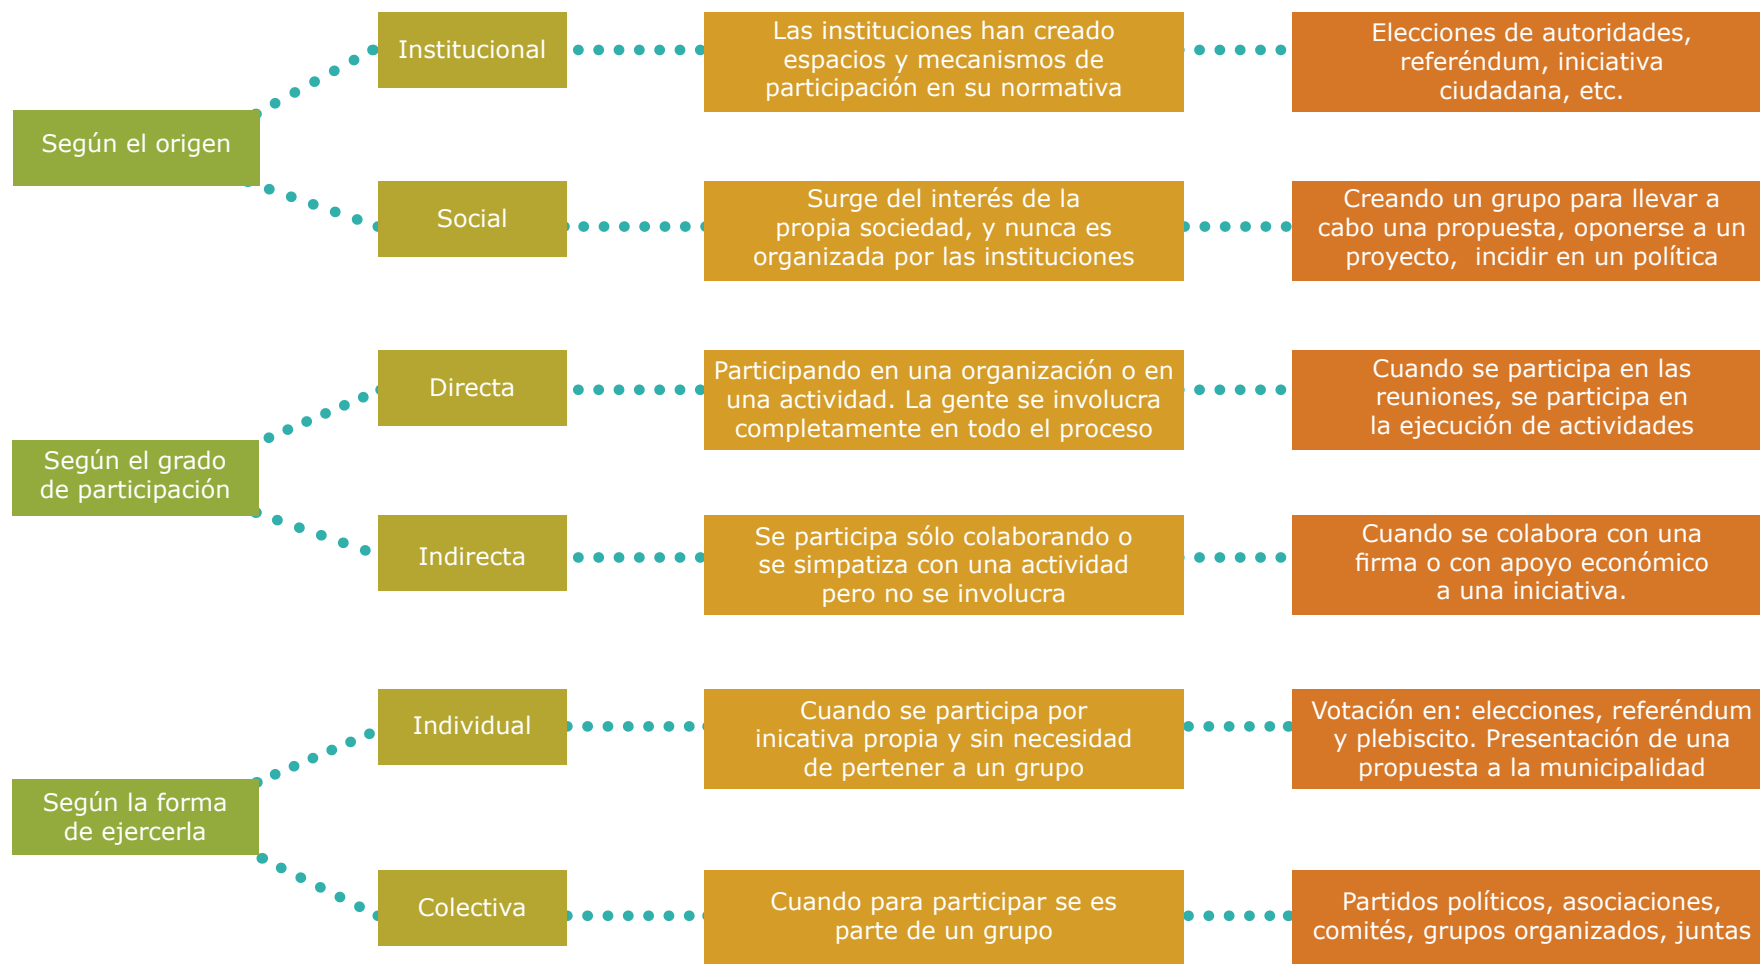 Según el origen
Institucional
Las instituciones han creado
espacios y mecanismos de
participación en su normativa
Elecciones de autoridades,
referéndum, iniciativa
ciudadana, etc.
Social
Surge del interés de la
propia sociedad, y nunca es
organizada por las instituciones
Creando un grupo para llevar a
cabo una propuesta, oponerse a un
proyecto,  incidir en un política
Según el grado
de participación
Directa
Participando en una organización o en
una actividad. La gente se involucra
completamente en todo el proceso
Cuando se participa en las
reuniones, se participa en
la ejecución de actividades
Indirecta
Se participa sólo colaborando o
se simpatiza con una actividad
pero no se involucra
Cuando se colabora con una
firma o con apoyo económico
a una iniciativa.
Según la forma
de ejercerla
Individual
Cuando se participa por
inicativa propia y sin necesidad
de pertener a un grupo
Votación en: elecciones, referéndum
y plebiscito. Presentación de una
propuesta a la municipalidad
Colectiva
Cuando para participar se es
parte de un grupo
Partidos políticos, asociaciones,
comités, grupos organizados, juntas